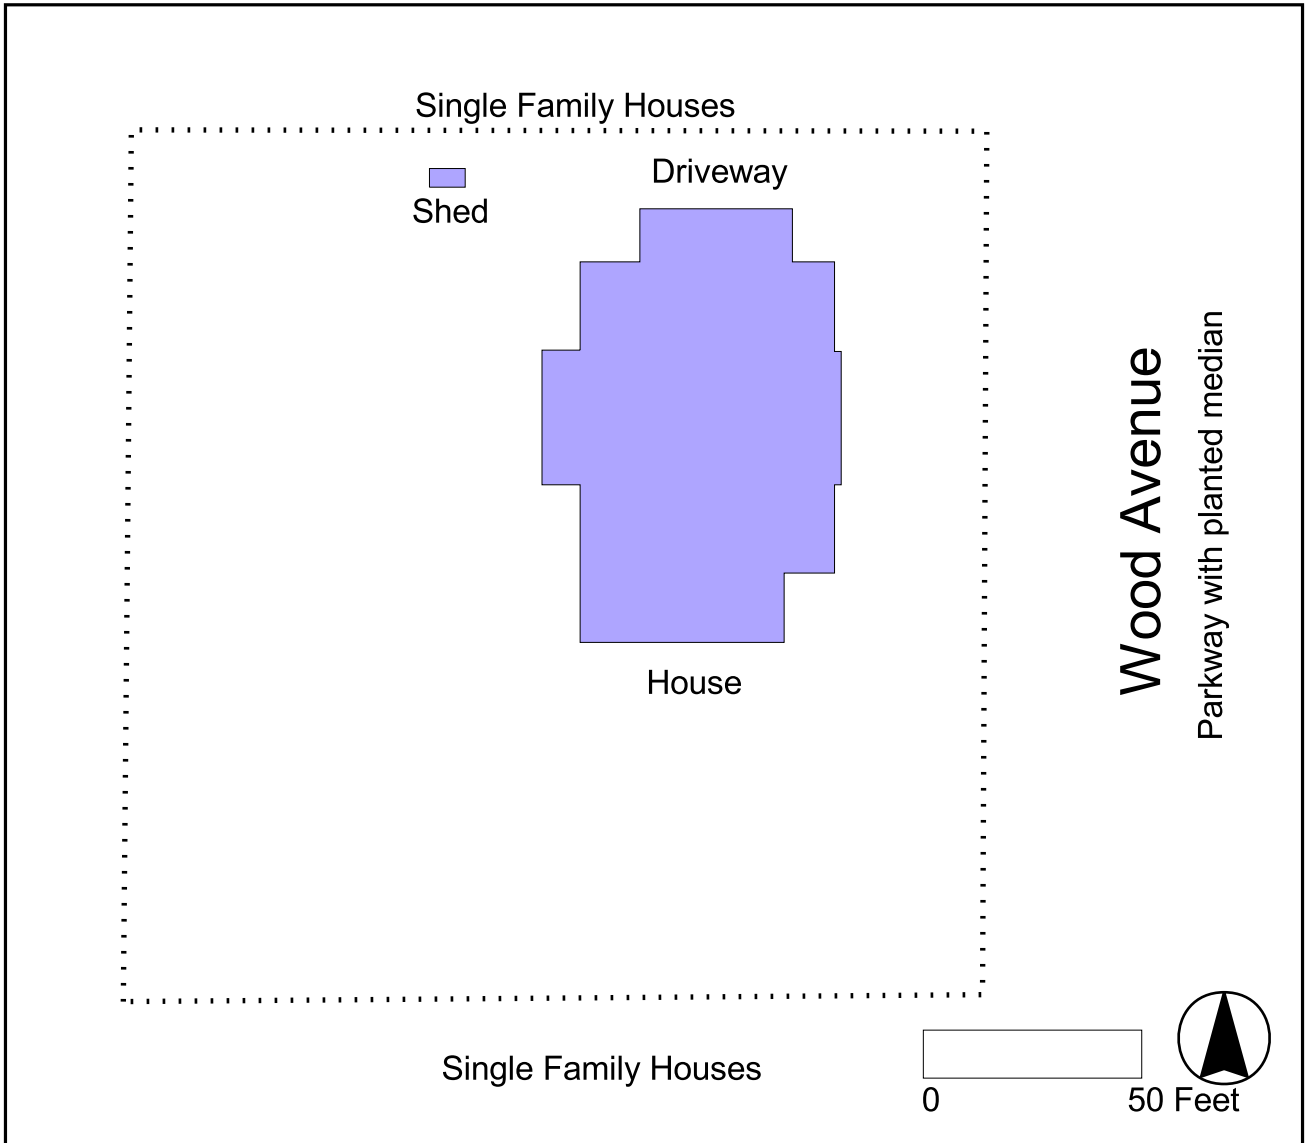 Single Family Houses
Driveway
Shed
Wood Avenue
Parkway with planted median
House
Single Family Houses
0
50 Feet